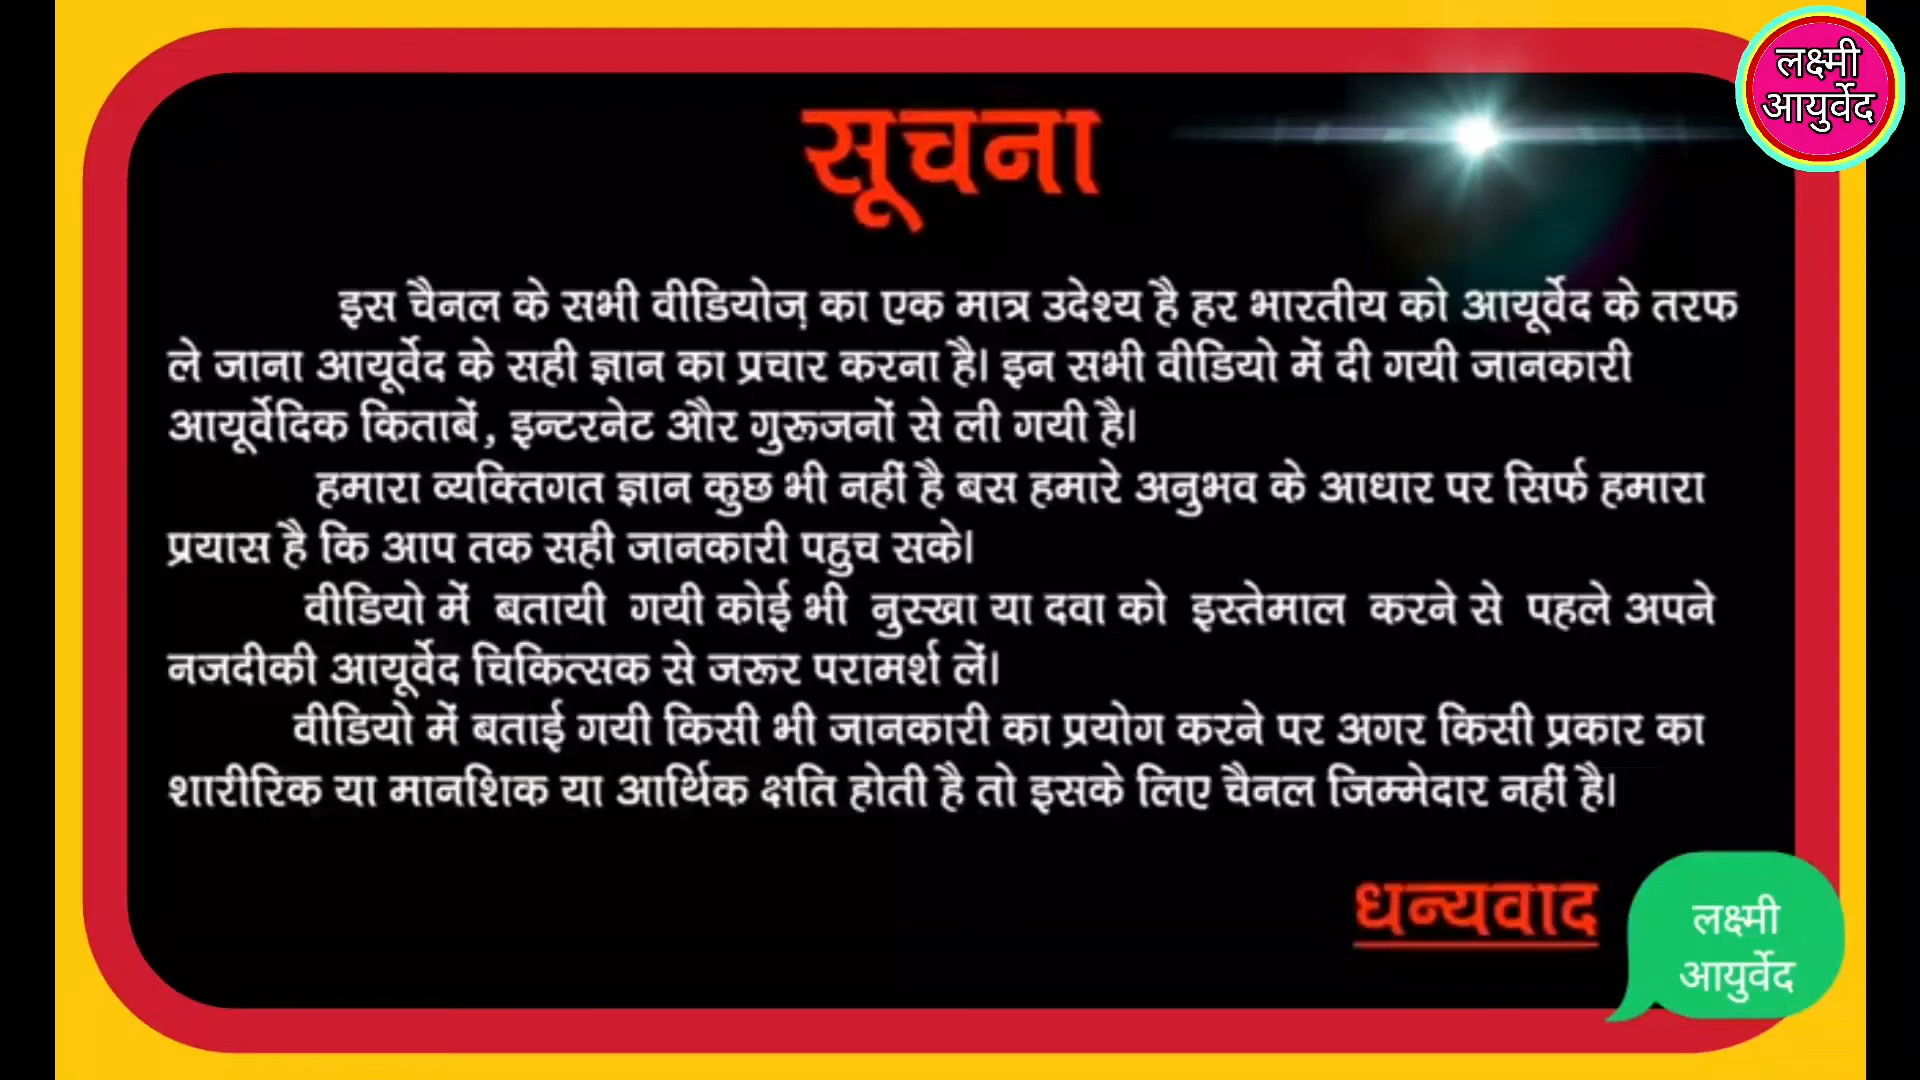 लक्ष्मी
आयुर्वेद
सूचना
इस चैनल के सभी वीडियोज़ का एक मात्र उदेश्य है हर भारतीय को आयूर्वेद के तरफ
ले जाना आयूर्वेद के सही ज्ञान का प्रचार करना है। इन सभी वीडियो में दी गयी जानकारी
आयूर्वेदिक किताबें, इन्टरनेट और गुरूजनों से ली गयी है।
हमारा व्यक्तिगत ज्ञान कुछ भी नहीं है बस हमारे अनुभव के आधार पर सिर्फ हमारा
प्रयास है कि आप तक सही जानकारी पहुच सके।
वीडियो में बतायी गयी कोई भी नुस्खा या दवा को इस्तेमाल करने से पहले अपने
नजदीकी आयूर्वेद चिकित्सक से जरूर परामर्श लें।
वीडियो में बताई गयी किसी भी जानकारी का प्रयोग करने पर अगर किसी प्रकार का
शारीरिक या मानशिक या आर्थिक क्षति होती है तो इसके लिए चैनल जिम्मेदार नहीं है।
धन्यवाद
लक्ष्मी
आयुर्वेद